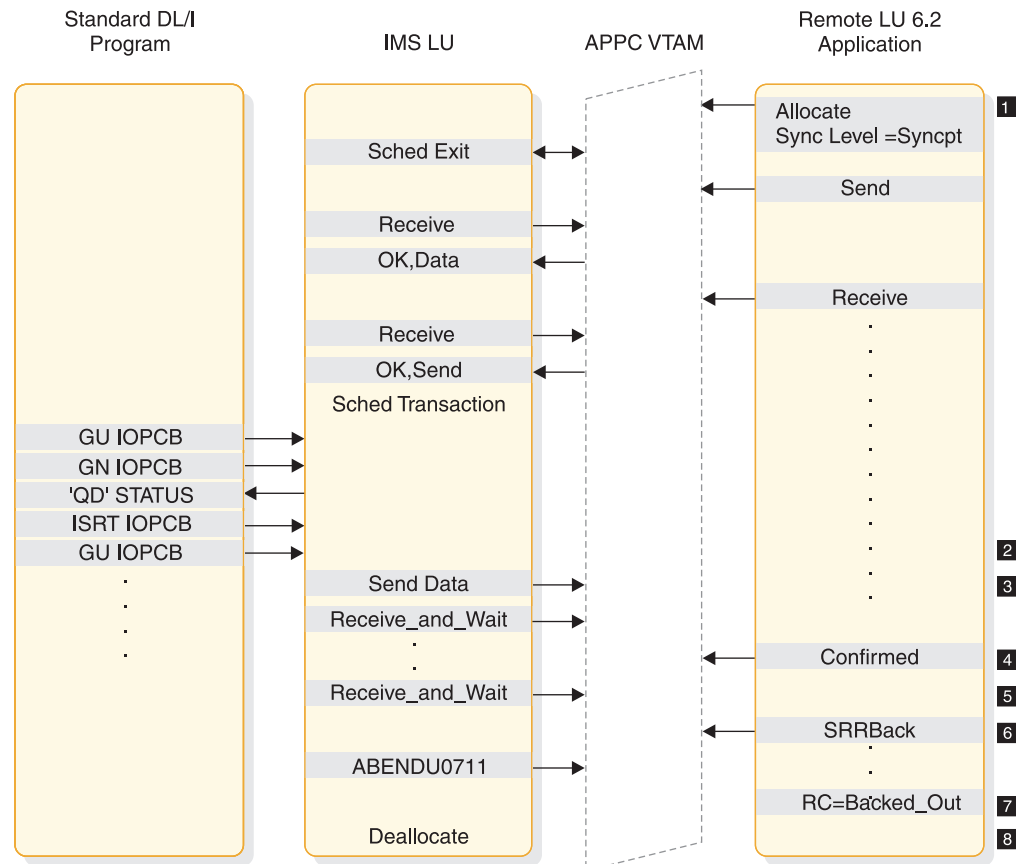 Standard DL/I
Program
IMS LU
APPC VTAM
Remote LU 6.2
Application
Allocate
Sync Level =Syncpt
1
Sched Exit
Send
Receive
OK,Data
Receive
Receive
OK,Send
Sched Transaction
GU IOPCB
GN IOPCB
'QD' STATUS
ISRT IOPCB
GU IOPCB
2
Send Data
3
Receive_and_Wait
Confirmed
4
Receive_and_Wait
5
SRRBack
6
ABENDU0711
RC=Backed_Out
7
Deallocate
8